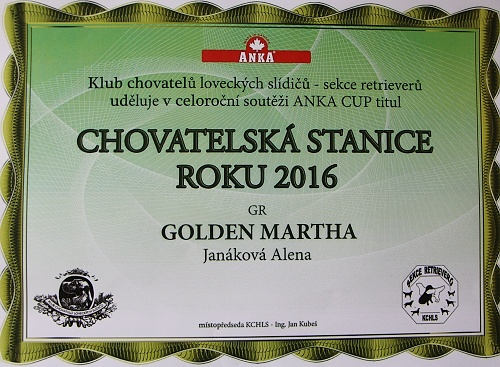 ANKA
Klub chovatelů loveckých slídičů - sekce retrieverů
uděluje v celoroční soutěži ANKA CUP titul
CHOVATELSKÁ STANICE
ROKU 2016
GR
GOLDEN MARTHA
Janáková Alena
SEKCE RETRIEVERŮ
KCHLS
místopředseda KCHLS - Ing. Jan Kubeš